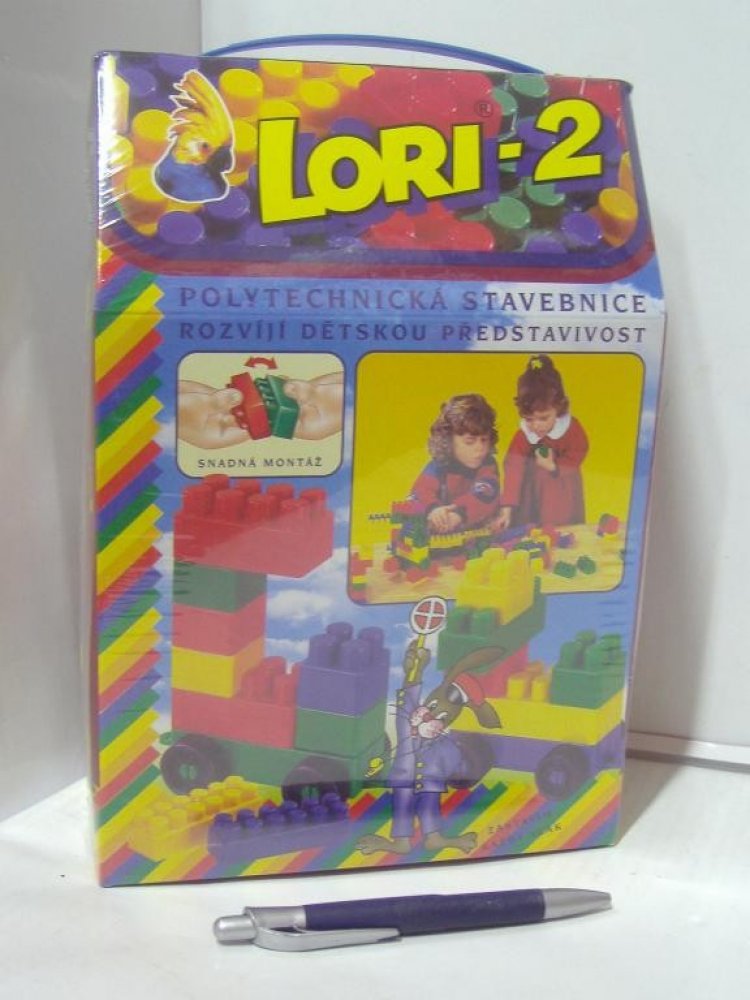 LORI®-2
POLYTECHNICKÁ STAVEBNICE
ROZVÍJÍ DĚTSKOU PŘEDSTAVIVOST
SNADNÁ MONTÁŽ